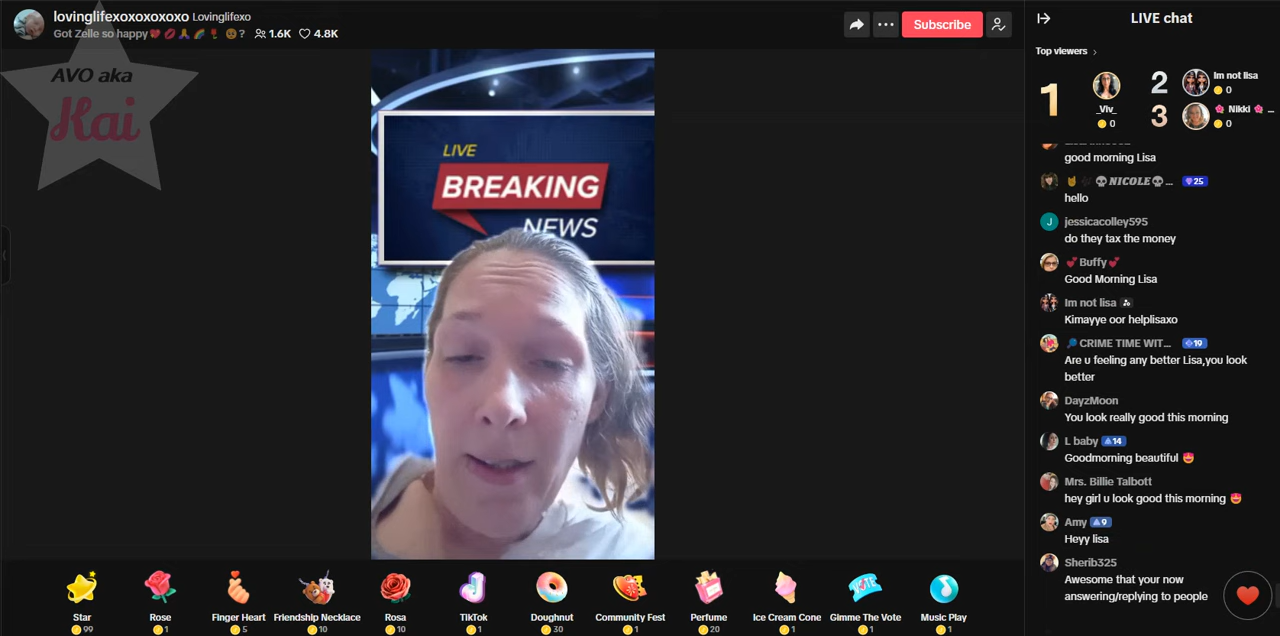 lovinglifexoxoxoxoxo Lovinglifexo
Got Zelle so happy💝💋🎗️🌈🌹😡? 1.6K 4.8K
Subscribe
AVO aka
Kai
LIVE
BREAKING
NEWS
Star
99
Rose
1
Finger Heart
5
Friendship Necklace
10
Rosa
10
TikTok
1
Doughnut
30
Community Fest
1
Perfume
20
Ice Cream Cone
1
Gimme The Vote
1
Music Play
1
LIVE chat
Top viewers
1
_Viv_
0
2
Im not lisa
0
3
🌸 Nikki 🌸 _...
0
good morning Lisa
💀NICOLE💀... 25
hello
J
jessicacolley595
do they tax the money
💕Buffy💕
Good Morning Lisa
Im not lisa
Kimayye oor helplisaxo
CRIME TIME WIT... 19
Are u feeling any better Lisa,you look
better
DayzMoon
You look really good this morning
L baby 14
Goodmorning beautiful 😍
Mrs. Billie Talbott
hey girl u look good this morning 😍
Amy 9
Heyy lisa
Sherib325
Awesome that your now
answering/replying to people